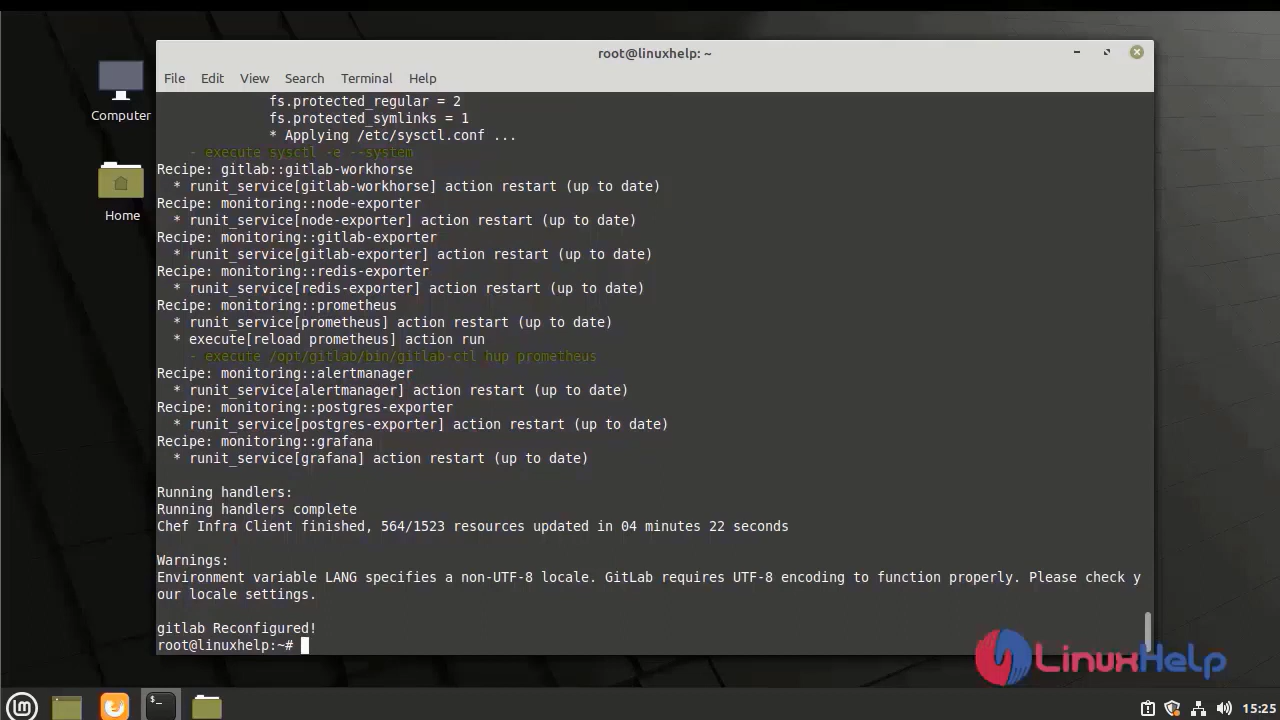 root@linuxhelp: ~
File Edit View Search Terminal Help
Computer
Home
fs.protected_regular = 2
fs.protected_symlinks = 1
* Applying /etc/sysctl.conf ...
- execute sysctl -e --system
Recipe: gitlab::gitlab-workhorse
* runit_service[gitlab-workhorse] action restart (up to date)
Recipe: monitoring::node-exporter
* runit_service[node-exporter] action restart (up to date)
Recipe: monitoring::gitlab-exporter
* runit_service[gitlab-exporter] action restart (up to date)
Recipe: monitoring::redis-exporter
* runit_service[redis-exporter] action restart (up to date)
Recipe: monitoring::prometheus
* runit_service[prometheus] action restart (up to date)
* execute[reload prometheus] action run
- execute /opt/gitlab/bin/gitlab-ctl hup prometheus
Recipe: monitoring::alertmanager
* runit_service[alertmanager] action restart (up to date)
Recipe: monitoring::postgres-exporter
* runit_service[postgres-exporter] action restart (up to date)
Recipe: monitoring::grafana
* runit_service[grafana] action restart (up to date)
Running handlers:
Running handlers complete
Chef Infra Client finished, 564/1523 resources updated in 04 minutes 22 seconds
Warnings:
Environment variable LANG specifies a non-UTF-8 locale. GitLab requires UTF-8 encoding to function properly. Please check y
our locale settings.
gitlab Reconfigured!
root@linuxhelp:~#
LinuxHelp
15:25